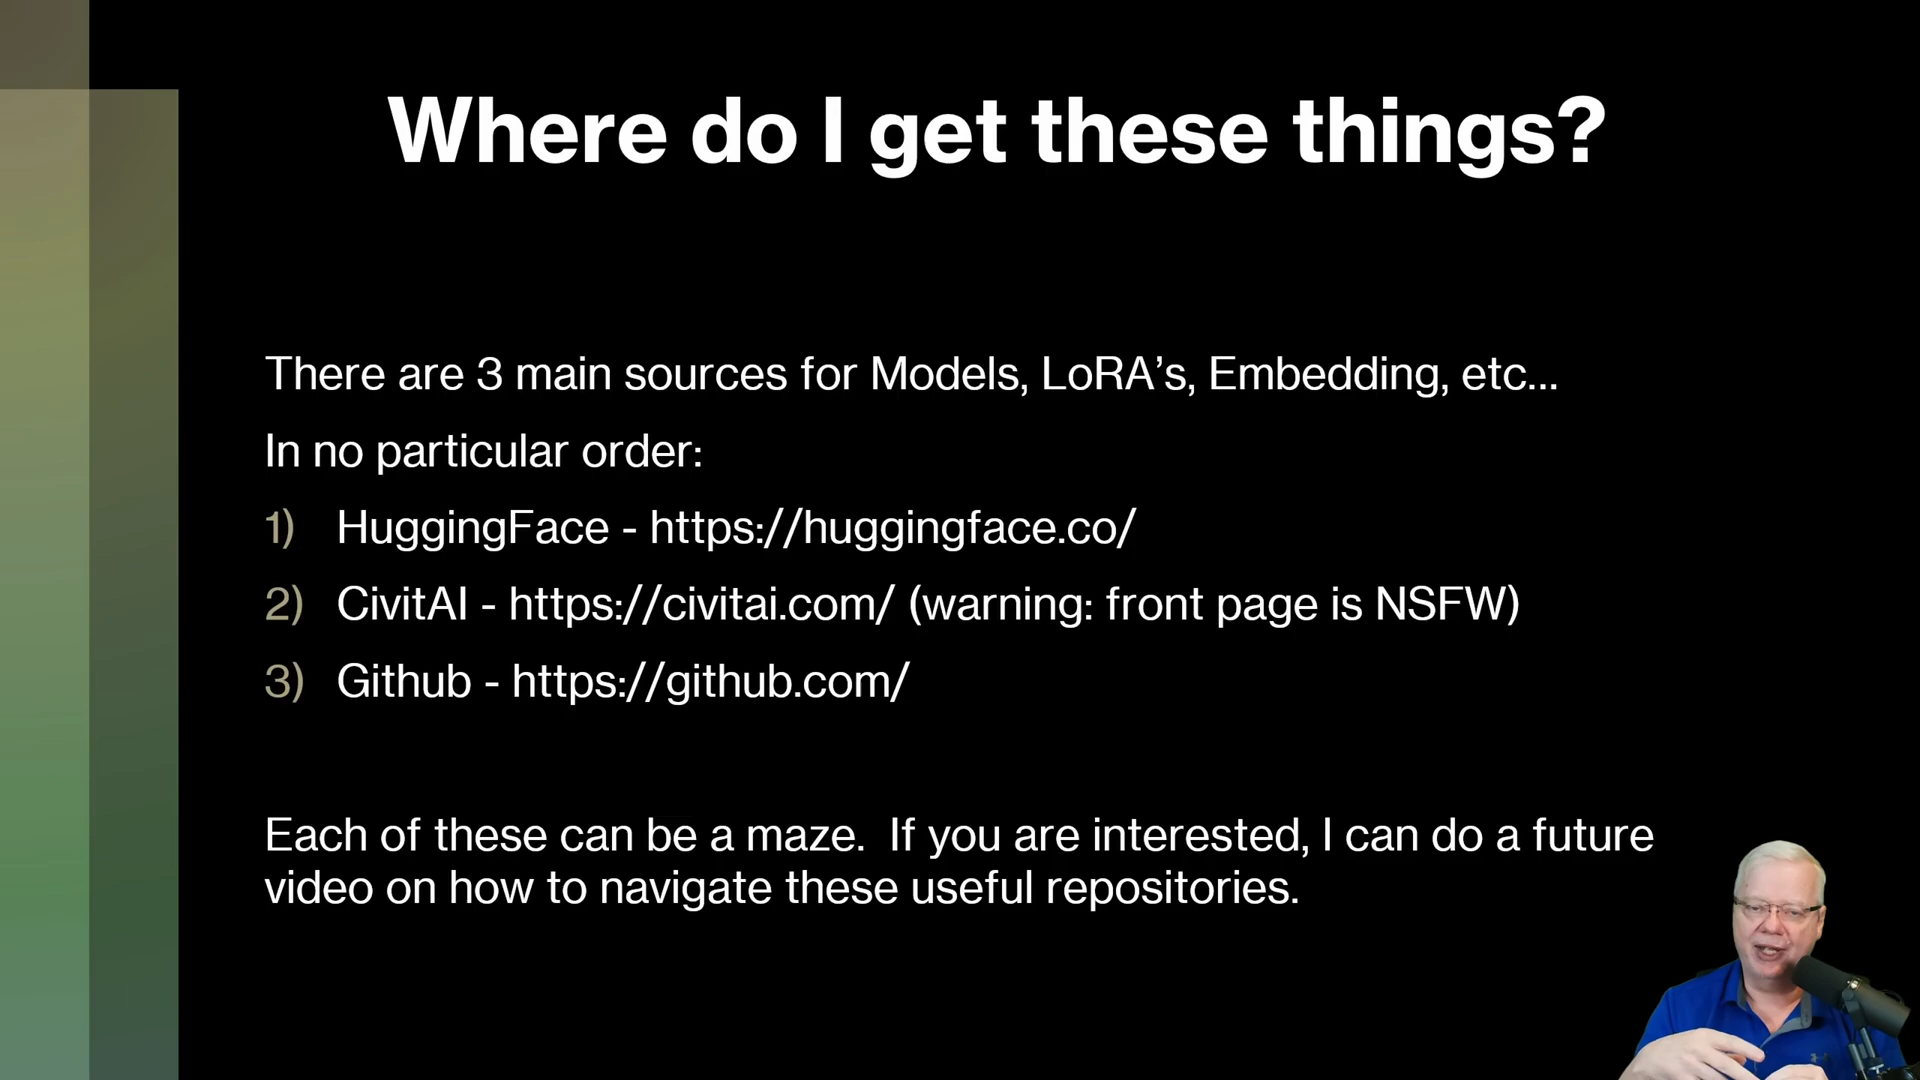 Where do I get these things?
There are 3 main sources for Models, LoRA’s, Embedding, etc...
In no particular order:
1) HuggingFace - https://huggingface.co/
2) CivitAI - https://civitai.com/ (warning: front page is NSFW)
3) Github - https://github.com/
Each of these can be a maze.  If you are interested, I can do a future
video on how to navigate these useful repositories.